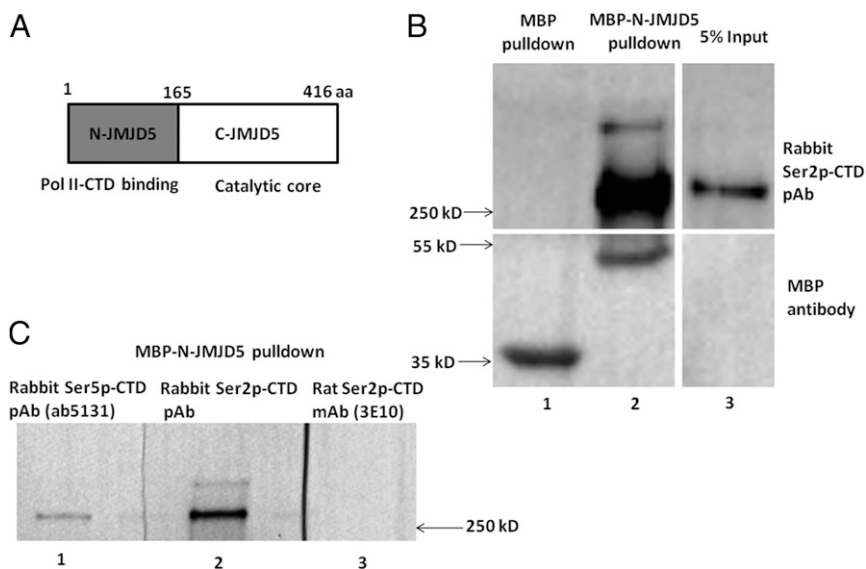 A
1 165 416 aa
N-JMJD5 C-JMJD5
Pol II-CTD binding Catalytic core
B
MBP pulldown
MBP-N-JMJD5 pulldown
5% Input
Rabbit
Ser2p-CTD
pAb
250 kD
55 kD
MBP
antibody
35 kD
1 2 3
C
MBP-N-JMJD5 pulldown
Rabbit Ser5p-CTD
pAb (ab5131)
Rabbit Ser2p-CTD
pAb
Rat Ser2p-CTD
mAb (3E10)
250 kD
1 2 3